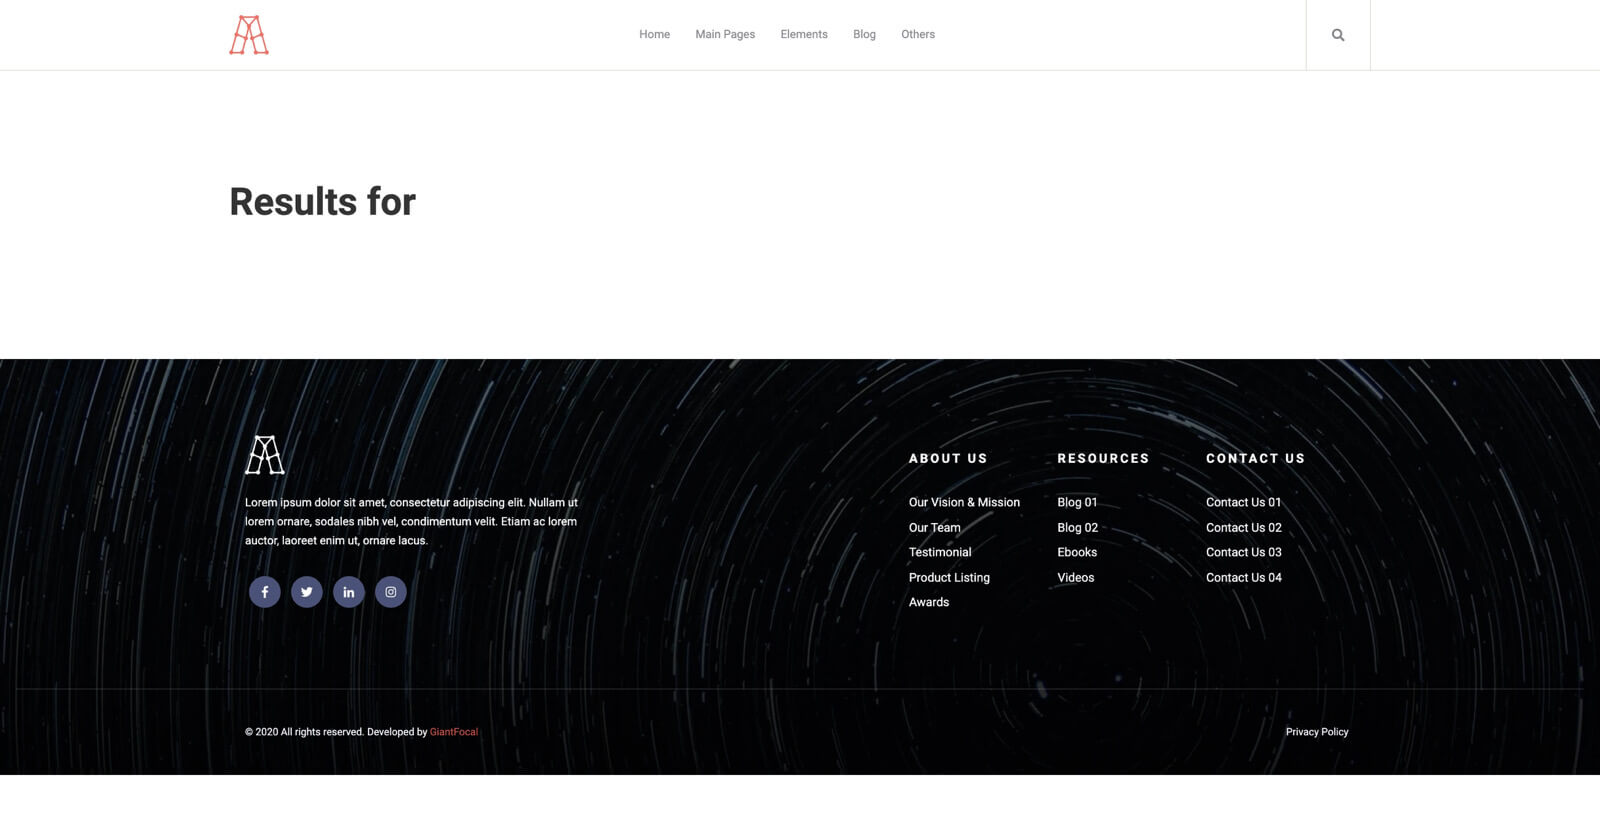 Home
Main Pages
Elements
Blog
Others
Results for
Lorem ipsum dolor sit amet, consectetur adipiscing elit. Nullam ut
lorem ornare, sodales nibh vel, condimentum velit. Etiam ac lorem
auctor, laoreet enim ut, ornare lacus.
ABOUT US
Our Vision & Mission
Our Team
Testimonial
Product Listing
Awards
RESOURCES
Blog 01
Blog 02
Ebooks
Videos
CONTACT US
Contact Us 01
Contact Us 02
Contact Us 03
Contact Us 04
© 2020 All rights reserved. Developed by GiantFocal
Privacy Policy